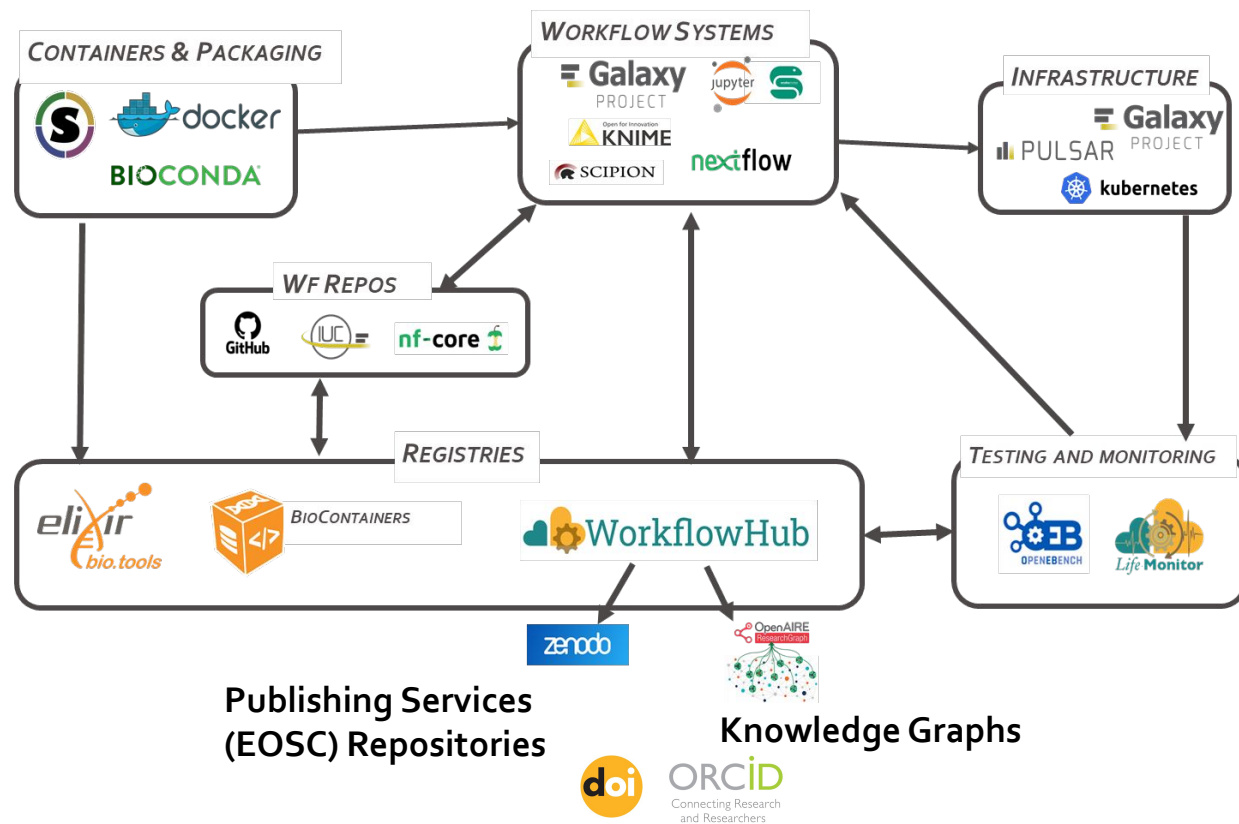 CONTAINERS & PACKAGING
S
docker
BIOCONDA
WORKFLOW SYSTEMS
Galaxy
PROJECT
jupyter
Open for Innovation
KNIME
SCIPION
nextflow
INFRASTRUCTURE
Galaxy
PROJECT
PULSAR
kubernetes
WF REPOS
GitHub
IUC
nf-core
REGISTRIES
elixir
bio.tools
</>
BIOCONTAINERS
WorkflowHub
TESTING AND MONITORING
OEB
OPENEBENCH
Life Monitor
zenodo
OpenAIRE
ResearchGraph
Publishing Services
(EOSC) Repositories
Knowledge Graphs
doi
ORCID
Connecting Research
and Researchers